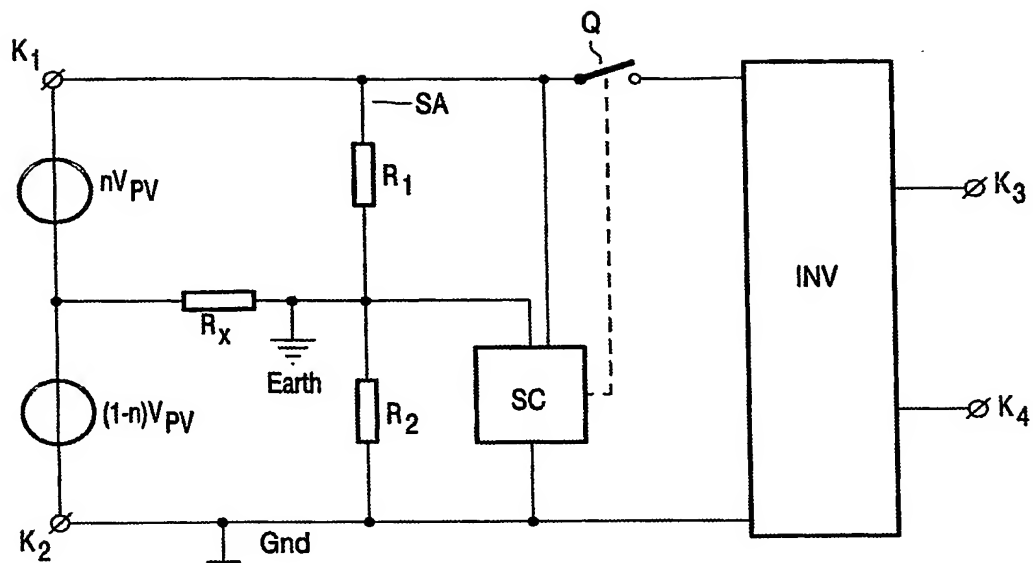 Q
K1
SA
nVPV
R1
K3
INV
RX
Earth
(1-n)VPV
R2
SC
K4
K2
Gnd